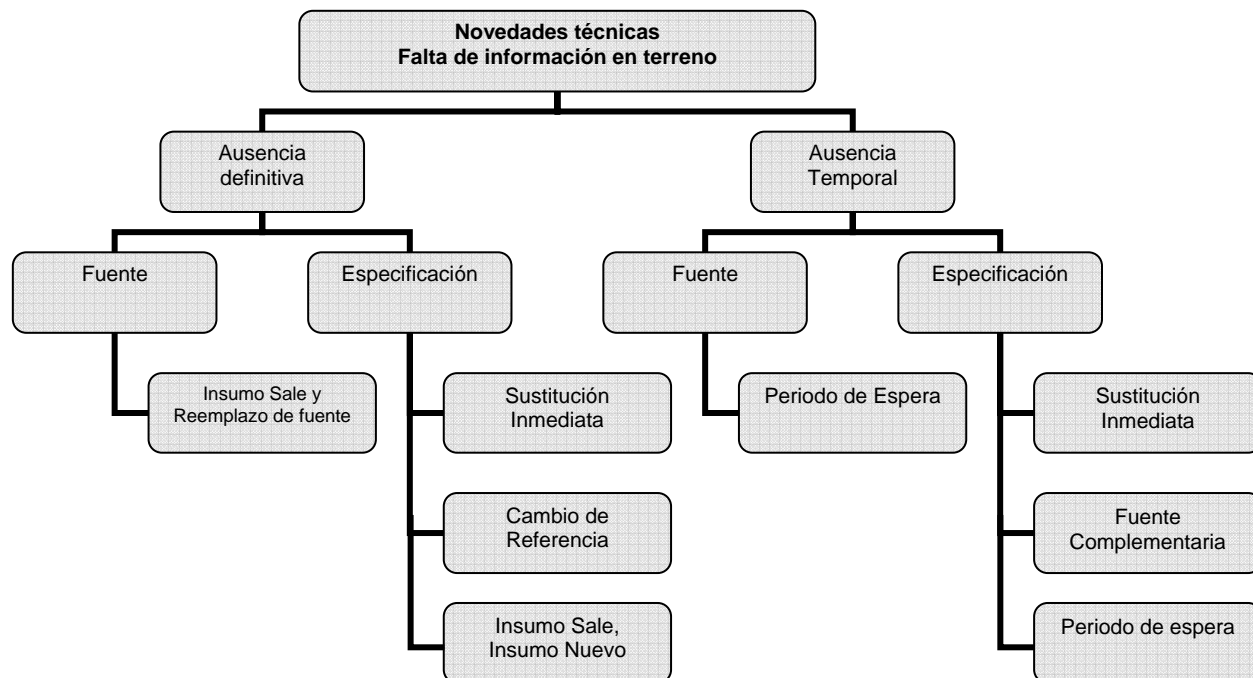 Novedades técnicas
Falta de información en terreno
Ausencia
definitiva
Ausencia
Temporal
Fuente
Especificación
Fuente
Especificación
Insumo Sale y
Reemplazo de fuente
Sustitución
Inmediata
Periodo de Espera
Sustitución
Inmediata
Cambio de
Referencia
Fuente
Complementaria
Insumo Sale,
Insumo Nuevo
Periodo de espera